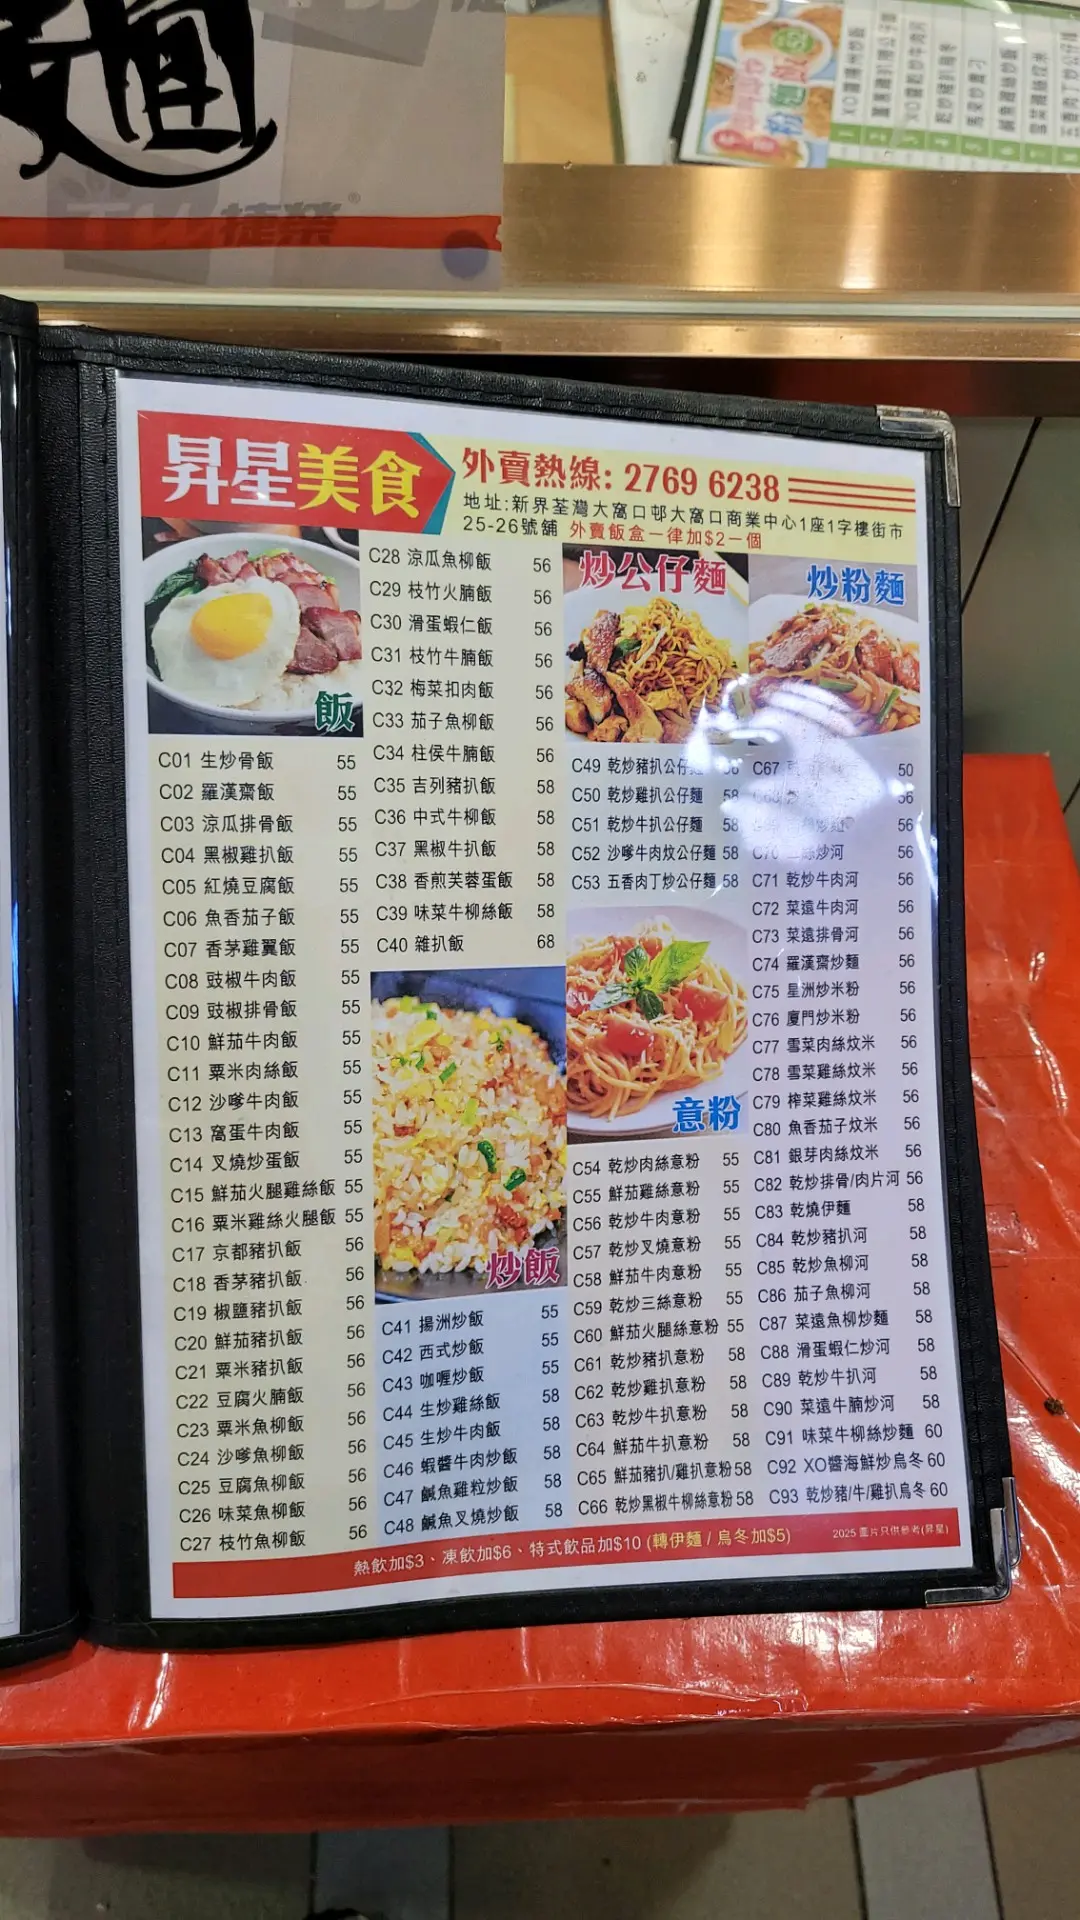 麵
捷榮®
昇星美食
外賣熱線: 2769 6238
地址:新界荃灣大窩口邨大窩口商業中心1座1字樓街市
25-26號舖 外賣飯盒一律加$2一個
飯
C01 生炒骨飯 55
C02 羅漢齋飯 55
C03 涼瓜排骨飯 55
C04 黑椒雞扒飯 55
C05 紅燒豆腐飯 55
C06 魚香茄子飯 55
C07 香茅雞翼飯 55
C08 豉椒牛肉飯 55
C09 豉椒排骨飯 55
C10 鮮茄牛肉飯 55
C11 粟米肉絲飯 55
C12 沙嗲牛肉飯 55
C13 窩蛋牛肉飯 55
C14 叉燒炒蛋飯 55
C15 鮮茄火腿雞絲飯 55
C16 粟米雞絲火腿飯 55
C17 京都豬扒飯 56
C18 香茅豬扒飯 56
C19 椒鹽豬扒飯 56
C20 鮮茄豬扒飯 56
C21 粟米豬扒飯 56
C22 豆腐火腩飯 56
C23 粟米魚柳飯 56
C24 沙嗲魚柳飯 56
C25 豆腐魚柳飯 56
C26 味菜魚柳飯 56
C27 枝竹魚柳飯 56
C28 涼瓜魚柳飯 56
C29 枝竹火腩飯 56
C30 滑蛋蝦仁飯 56
C31 枝竹牛腩飯 56
C32 梅菜扣肉飯 56
C33 茄子魚柳飯 56
C34 柱侯牛腩飯 56
C35 吉列豬扒飯 58
C36 中式牛柳飯 58
C37 黑椒牛扒飯 58
C38 香煎芙蓉蛋飯 58
C39 味菜牛柳絲飯 58
C40 雜扒飯 68
炒飯
C41 揚洲炒飯 55
C42 西式炒飯 55
C43 咖喱炒飯 55
C44 生炒雞絲飯 58
C45 生炒牛肉飯 58
C46 蝦醬牛肉炒飯 58
C47 鹹魚雞粒炒飯 58
C48 鹹魚叉燒炒飯 58
炒公仔麵
C49 乾炒豬扒公仔
C50 乾炒雞扒公仔麵 58
C51 乾炒牛扒公仔麵 58
C52 沙嗲牛肉炆公仔麵 58
C53 五香肉丁炒公仔麵 58
意粉
C54 乾炒肉絲意粉 55
C55 鮮茄雞絲意粉 55
C56 乾炒牛肉意粉 55
C57 乾炒叉燒意粉 55
C58 鮮茄牛肉意粉 55
C59 乾炒三絲意粉 55
C60 鮮茄火腿絲意粉 55
C61 乾炒豬扒意粉 58
C62 乾炒雞扒意粉 58
C63 乾炒牛扒意粉 58
C64 鮮茄牛扒意粉 58
C65 鮮茄豬扒/雞扒意粉 58
C66 乾炒黑椒牛柳絲意粉 58
炒粉麵
C67 50
56
56
C70 絲炒河 56
C71 乾炒牛肉河 56
C72 菜遠牛肉河 56
C73 菜遠排骨河 56
C74 羅漢齋炒麵 56
C75 星洲炒米粉 56
C76 廈門炒米粉 56
C77 雪菜肉絲炆米 56
C78 雪菜雞絲炆米 56
C79 榨菜雞絲炆米 56
C80 魚香茄子炆米 56
C81 銀芽肉絲炆米 56
C82 乾炒排骨/肉片河 56
C83 乾燒伊麵 58
C84 乾炒豬扒河 58
C85 乾炒魚柳河 58
C86 茄子魚柳河 58
C87 菜遠魚柳炒麵 58
C88 滑蛋蝦仁炒河 58
C89 乾炒牛扒河 58
C90 菜遠牛腩炒河 58
C91 味菜牛柳絲炒麵 60
C92 XO醬海鮮炒烏冬 60
C93 乾炒豬/牛/雞扒烏冬 60
熱飲加$3、凍飲加$6、特式飲品加$10 (轉伊麵 / 烏冬加$5)
2025 圖片只供參考(昇星)